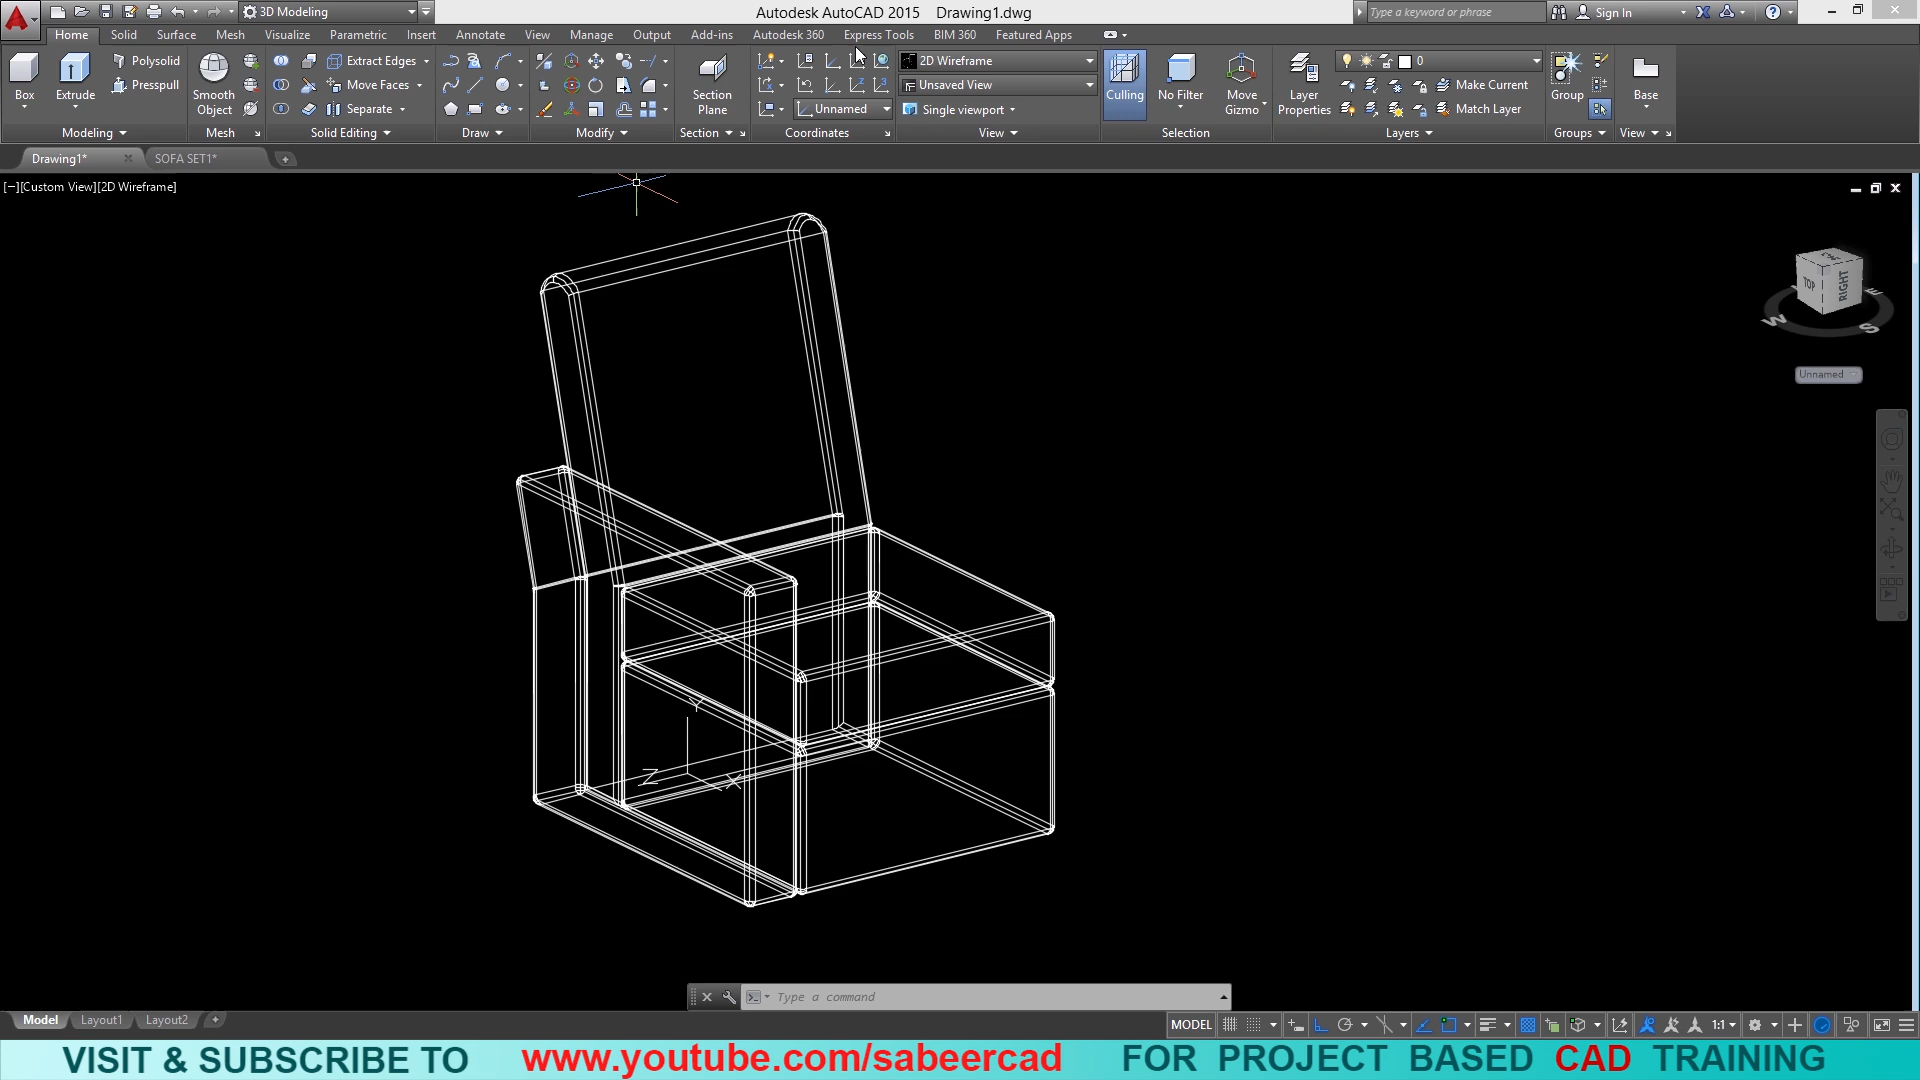 3D Modeling
Autodesk AutoCAD 2015 Drawing1.dwg
Type a keyword or phrase
Sign In
Home Solid Surface Mesh Visualize Parametric Insert Annotate View Manage Output Add-ins Autodesk 360 Express Tools BIM 360 Featured Apps
Box Extrude Polysolid Presspull
Modeling
Smooth Object
Mesh
Extract Edges
Move Faces
Separate
Solid Editing
Draw
Modify
Section Plane
Section
Unnamed
Coordinates
2D Wireframe
Unsaved View
Single viewport
View
Culling No Filter Move Gizmo
Selection
Layer Properties
0
Make Current
Match Layer
Layers
Group
Groups
Base
View
Drawing1* SOFA SET1*
[−][Custom View][2D Wireframe]
TOP RIGHT
W S E
Unnamed
Y
Z X
Type a command
Model Layout1 Layout2
MODEL 1:1
VISIT & SUBSCRIBE TO www.youtube.com/sabeercad FOR PROJECT BASED CAD TRAINING